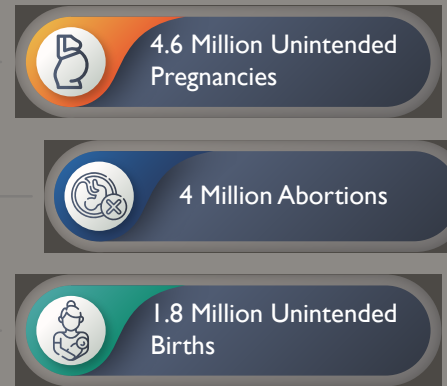 4.6 Million Unintended
Pregnancies
4 Million Abortions
1.8 Million Unintended
Births